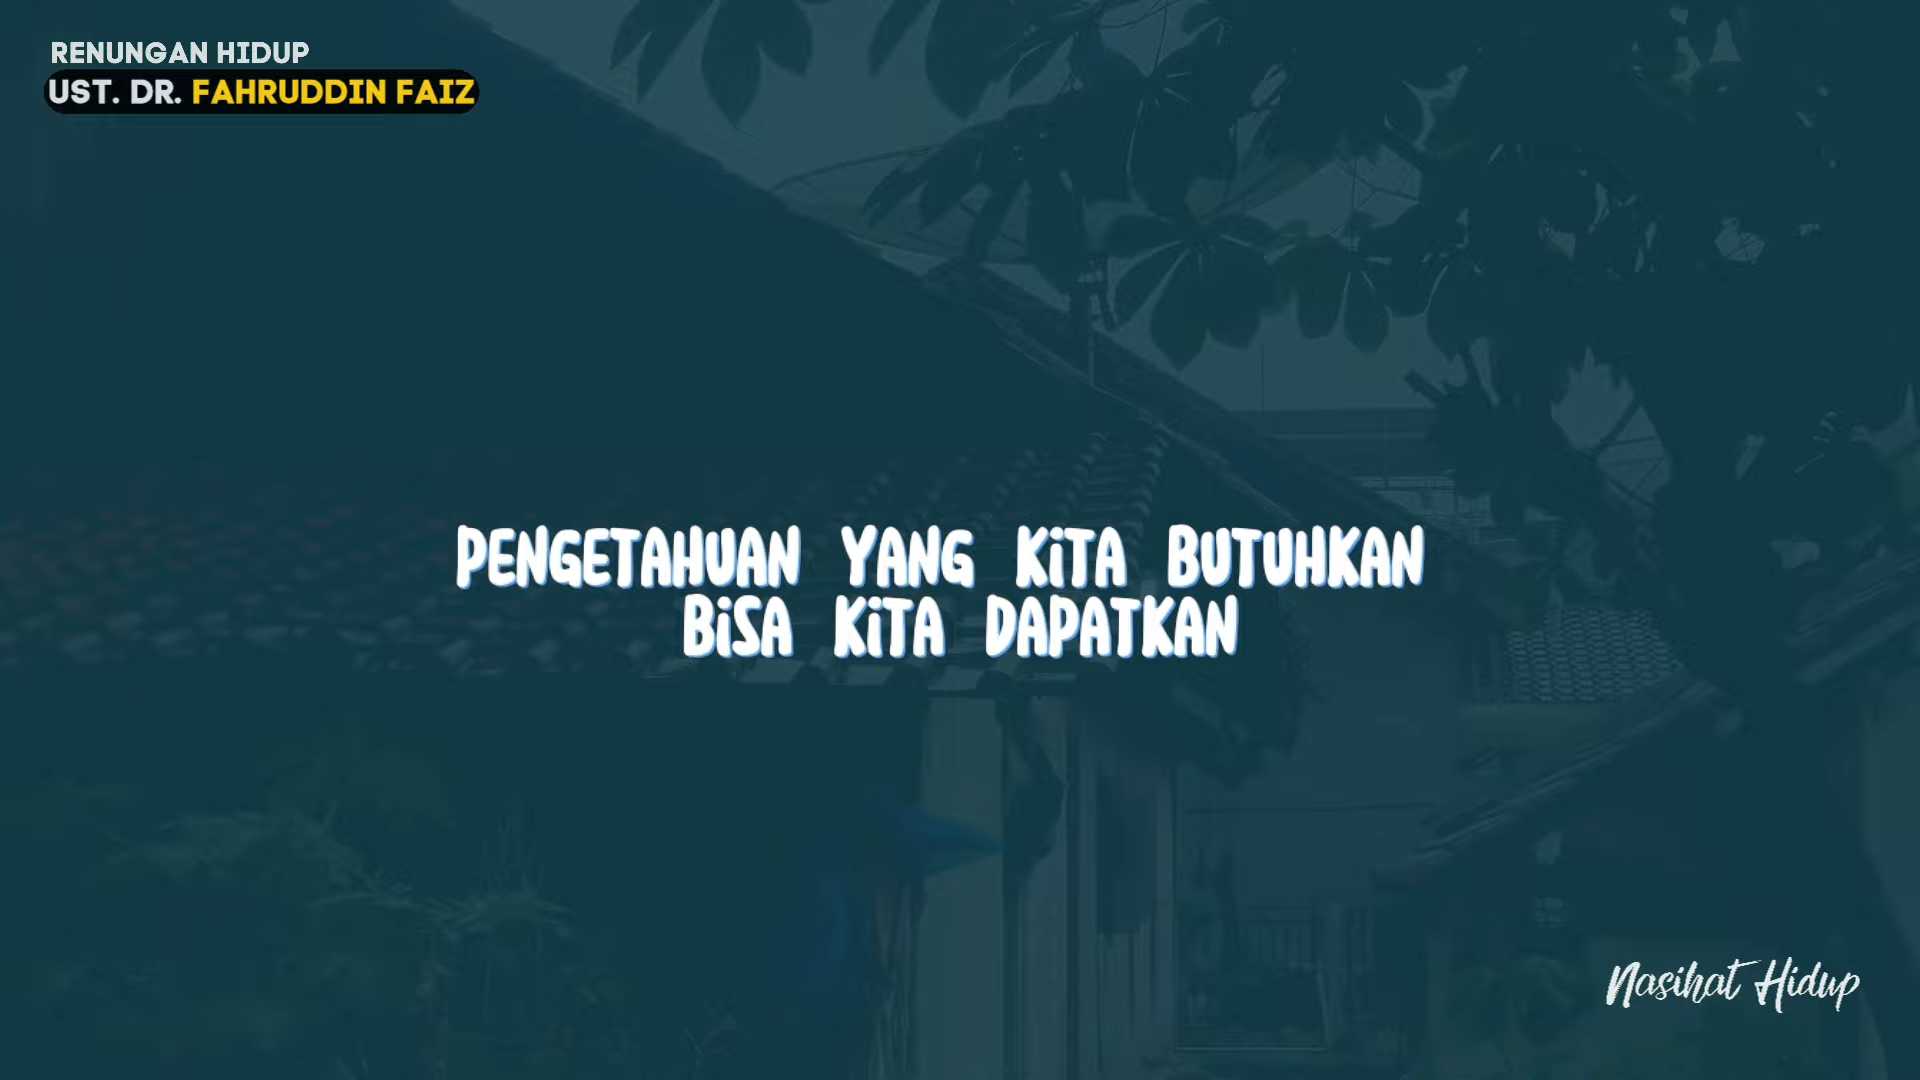 RENUNGAN HIDUP
UST. DR. FAHRUDDIN FAIZ
PENGETAHUAN YANG KiTA BUTUHKAN
BiSA KiTA DAPATKAN
Nasihat Hidup